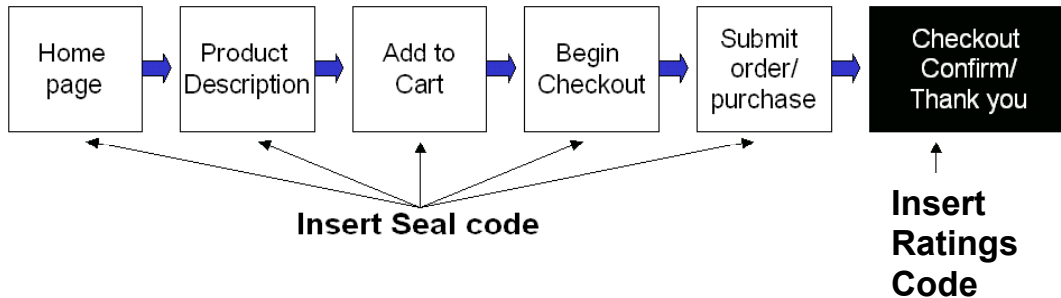 Home
page
Product
Description
Add to
Cart
Begin
Checkout
Submit
order/
purchase
Checkout
Confirm/
Thank you
Insert Seal code
Insert
Ratings
Code